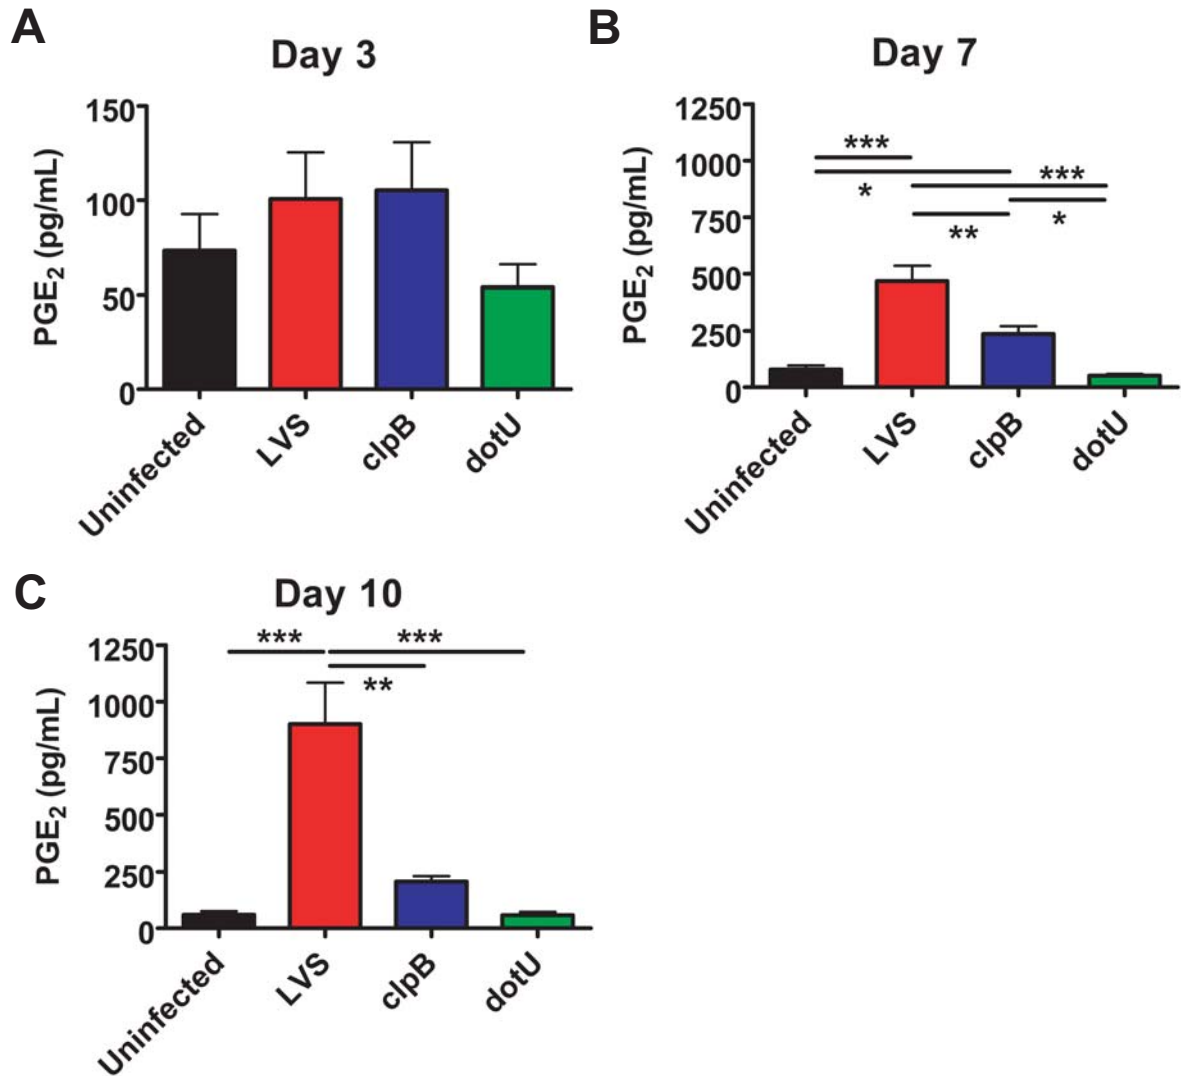 A
Day 3
PGE2 (pg/mL)
150
100
50
0
Uninfected
LVS
clpB
dotU
B
Day 7
PGE2 (pg/mL)
1250
1000
750
500
250
0
***
*
***
*
**
Uninfected
LVS
clpB
dotU
C
Day 10
PGE2 (pg/mL)
1250
1000
750
500
250
0
***
***
**
Uninfected
LVS
clpB
dotU